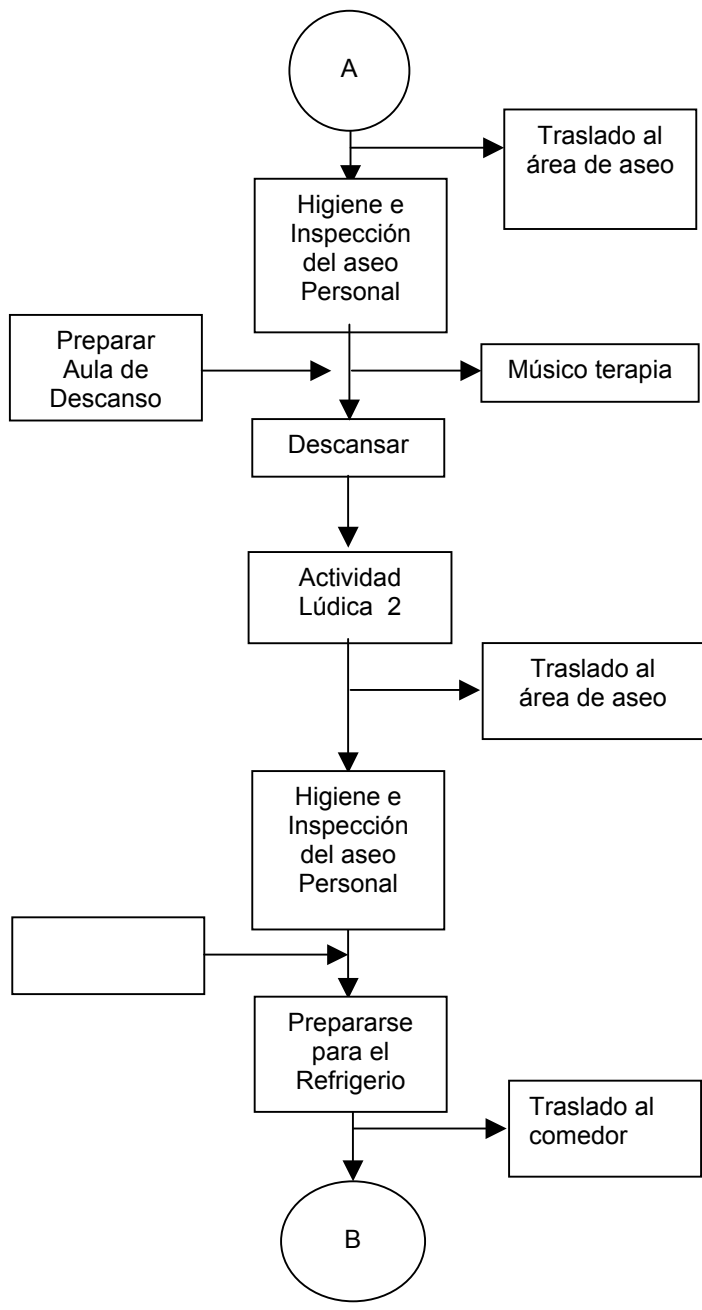 A
Traslado al
área de aseo
Higiene e
Inspección
del aseo
Personal
Preparar
Aula de
Descanso
Músico terapia
Descansar
Actividad
Lúdica 2
Traslado al
área de aseo
Higiene e
Inspección
del aseo
Personal
Prepararse
para el
Refrigerio
Traslado al
comedor
B